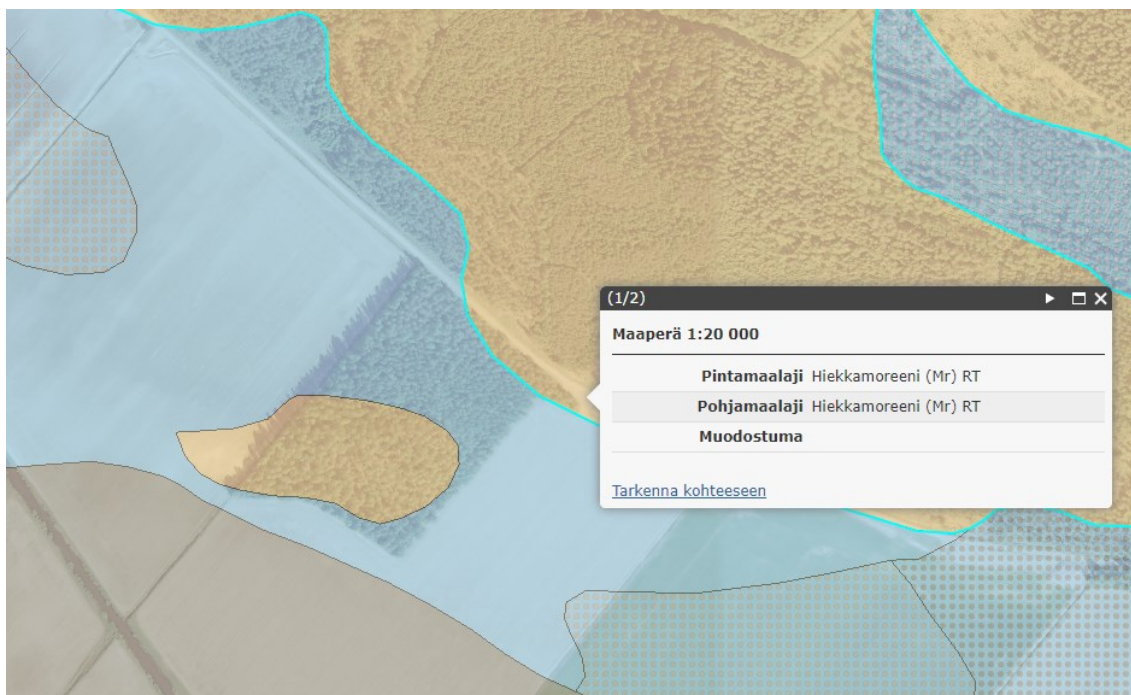 (1/2)
Maaperä 1:20 000
Pintamaalaji Hiekkamoreeni (Mr) RT
Pohjamaalaji Hiekkamoreeni (Mr) RT
Muodostuma
Tarkenna kohteeseen